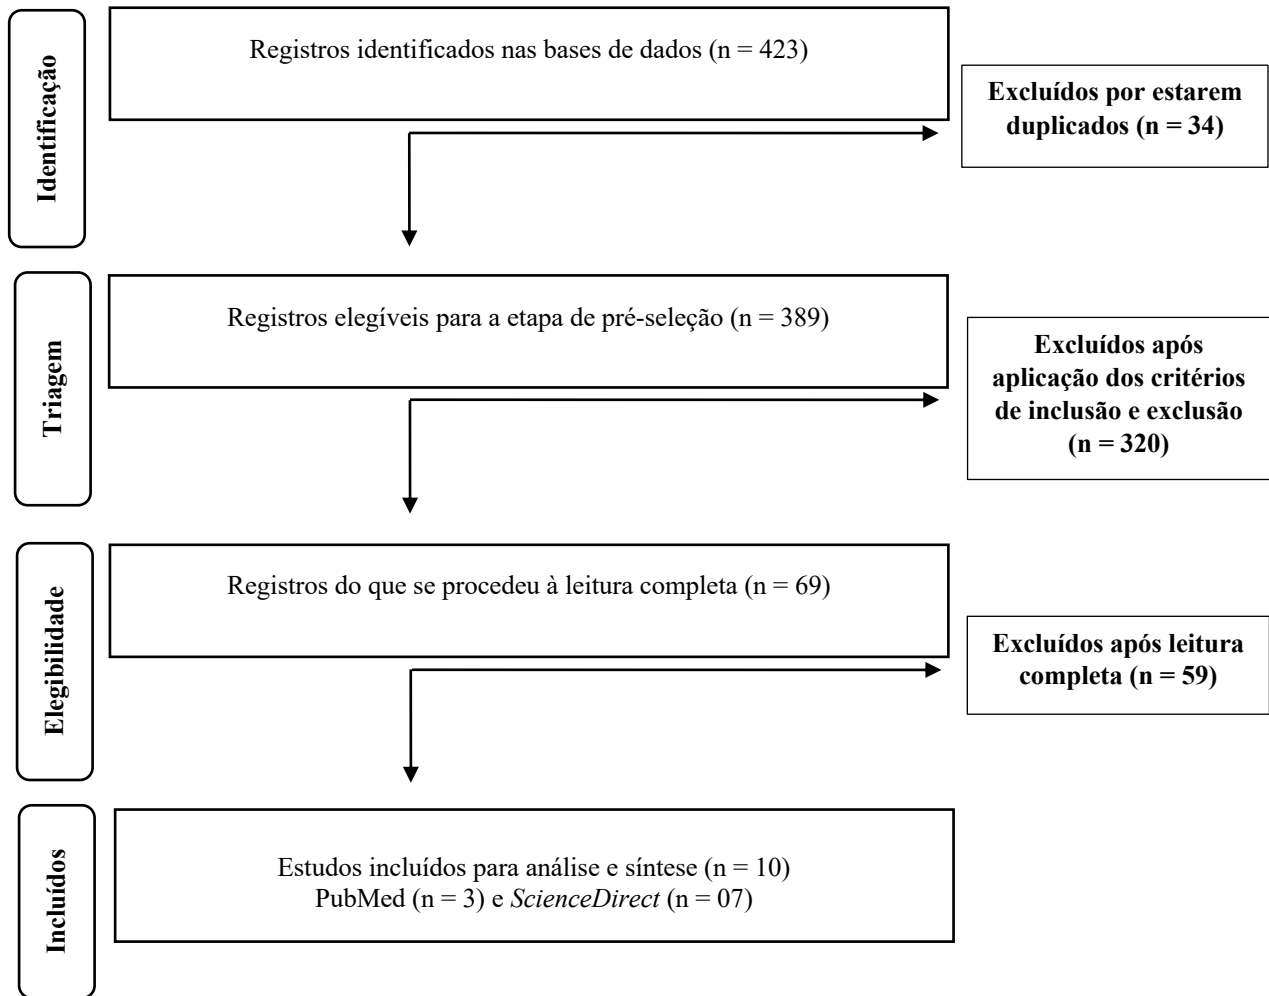 Identificação
Registros identificados nas bases de dados (n = 423)
Excluídos por estarem
duplicados (n = 34)
Triagem
Registros elegíveis para a etapa de pré-seleção (n = 389)
Excluídos após
aplicação dos critérios
de inclusão e exclusão
(n = 320)
Elegibilidade
Registros do que se procedeu à leitura completa (n = 69)
Excluídos após leitura
completa (n = 59)
Incluídos
Estudos incluídos para análise e síntese (n = 10)
PubMed (n = 3) e ScienceDirect (n = 07)